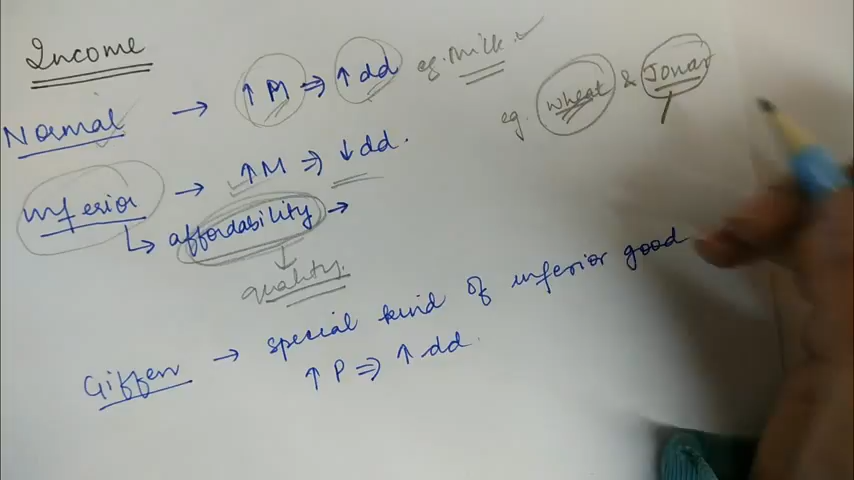 Income
Normal → ↑M ⇒ ↑dd eg. milk ✓
eg. wheat & Jowar
Inferior → ↑M ⇒ ↓dd.
↳ affordability →
↓
quality.
Giffen → special kind of inferior good
↑P ⇒ ↑dd.